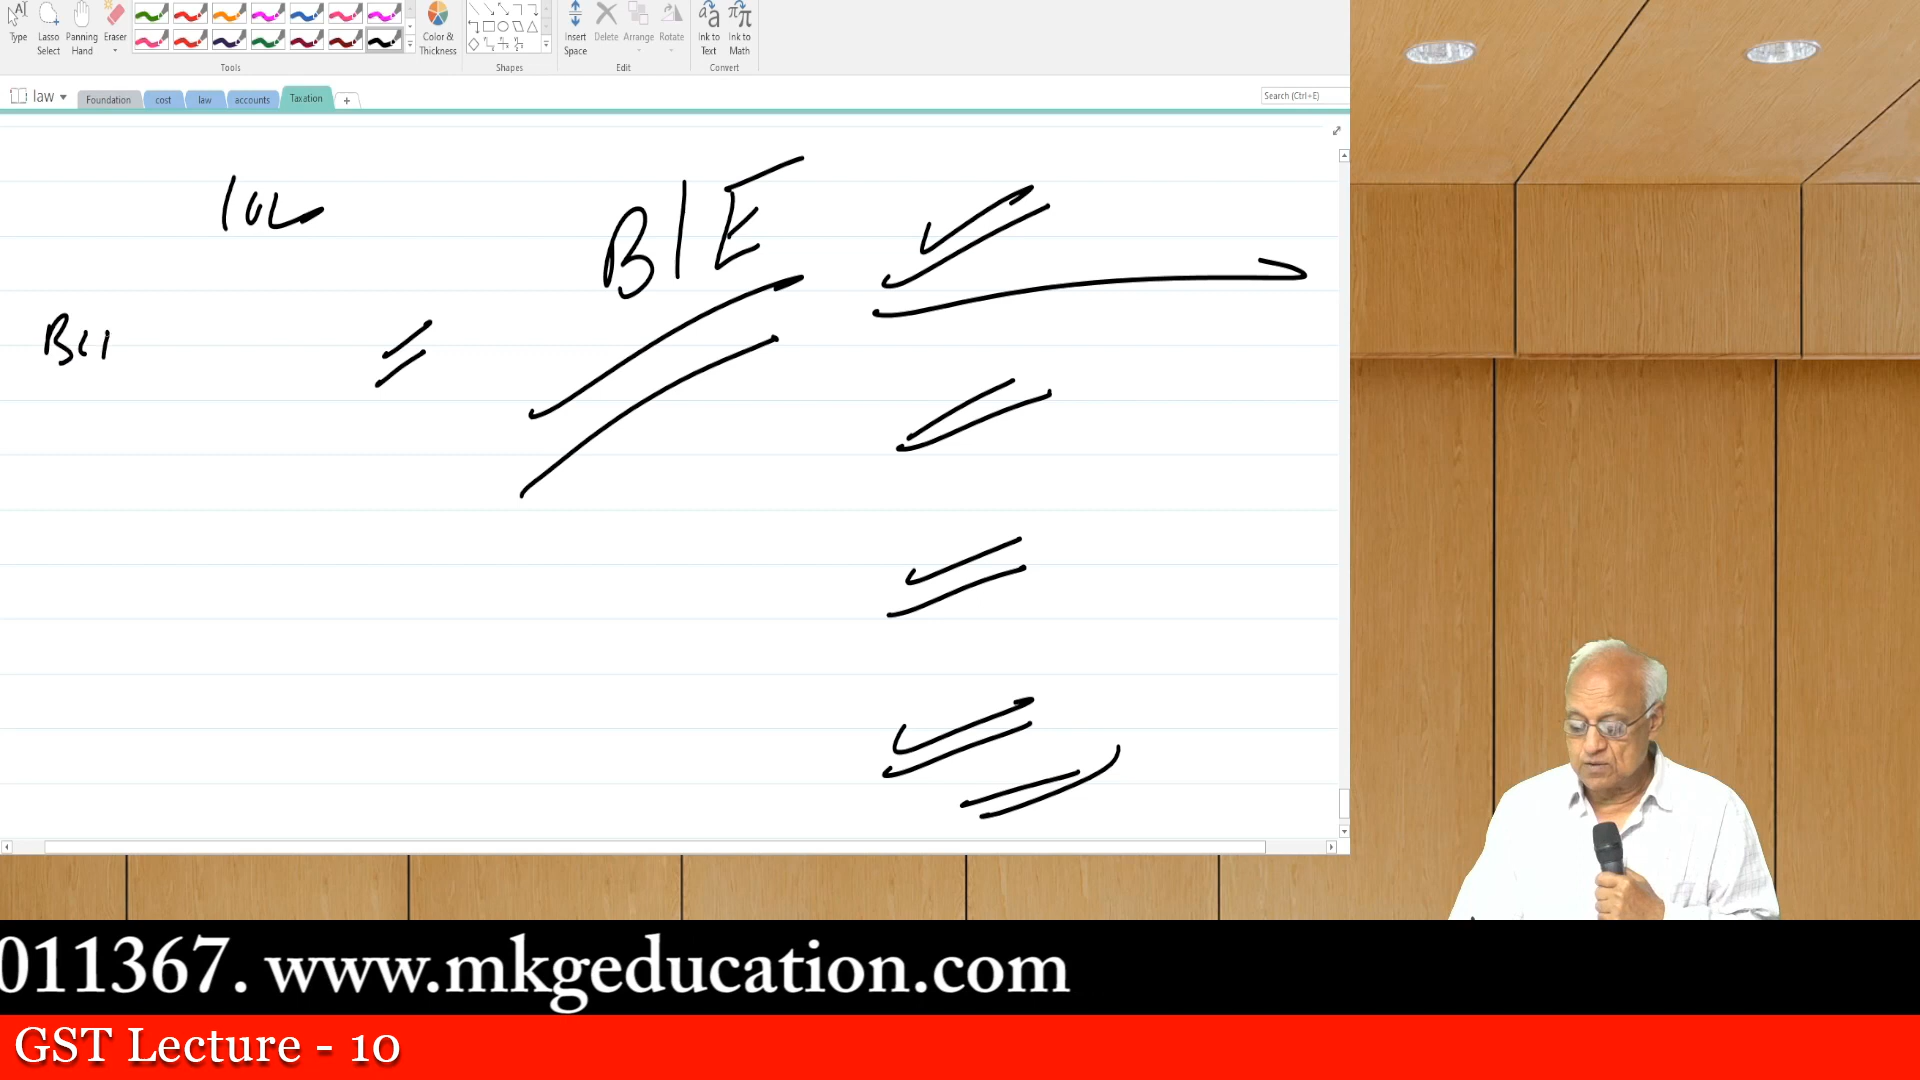 Type
Lasso Select
Panning Hand
Eraser
Color & Thickness
Insert Space
Delete
Arrange
Rotate
Ink to Text
Ink to Math
Tools
Shapes
Edit
Convert
law
Foundation
cost
law
accounts
Taxation
Search (Ctrl+E)
B/E
011367. www.mkgeducation.com
GST Lecture - 10